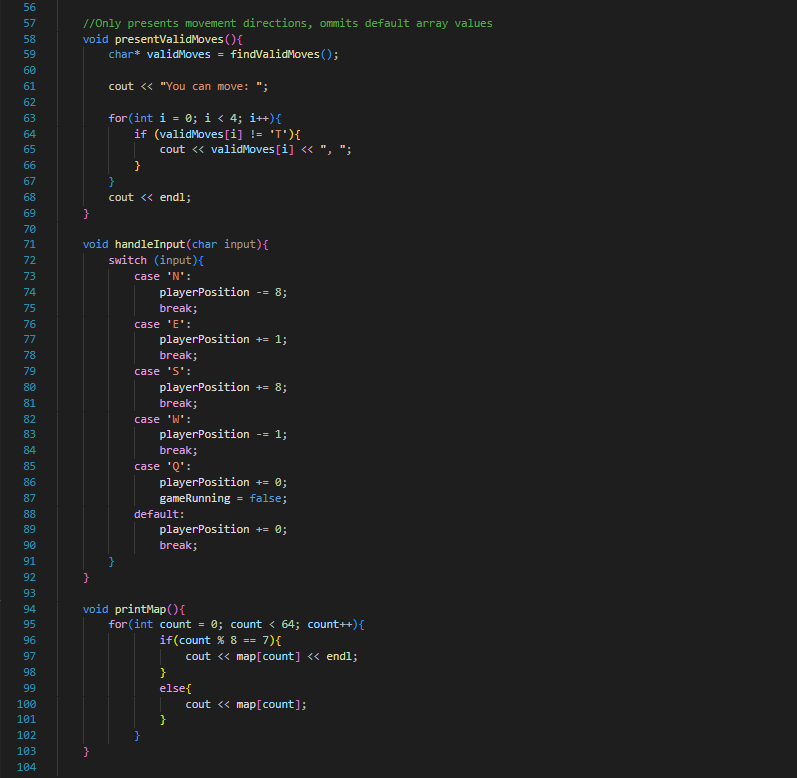 56
57 //Only presents movement directions, ommits default array values
58 void presentValidMoves(){
59 char* validMoves = findValidMoves();
60
61 cout << "You can move: ";
62
63 for(int i = 0; i < 4; i++){
64 if (validMoves[i] != 'T'){
65 cout << validMoves[i] << ", ";
66 }
67 }
68 cout << endl;
69 }
70
71 void handleInput(char input){
72 switch (input){
73 case 'N':
74 playerPosition -= 8;
75 break;
76 case 'E':
77 playerPosition += 1;
78 break;
79 case 'S':
80 playerPosition += 8;
81 break;
82 case 'W':
83 playerPosition -= 1;
84 break;
85 case 'Q':
86 playerPosition += 0;
87 gameRunning = false;
88 default:
89 playerPosition += 0;
90 break;
91 }
92 }
93
94 void printMap(){
95 for(int count = 0; count < 64; count++){
96 if(count % 8 == 7){
97 cout << map[count] << endl;
98 }
99 else{
100 cout << map[count];
101 }
102 }
103 }
104